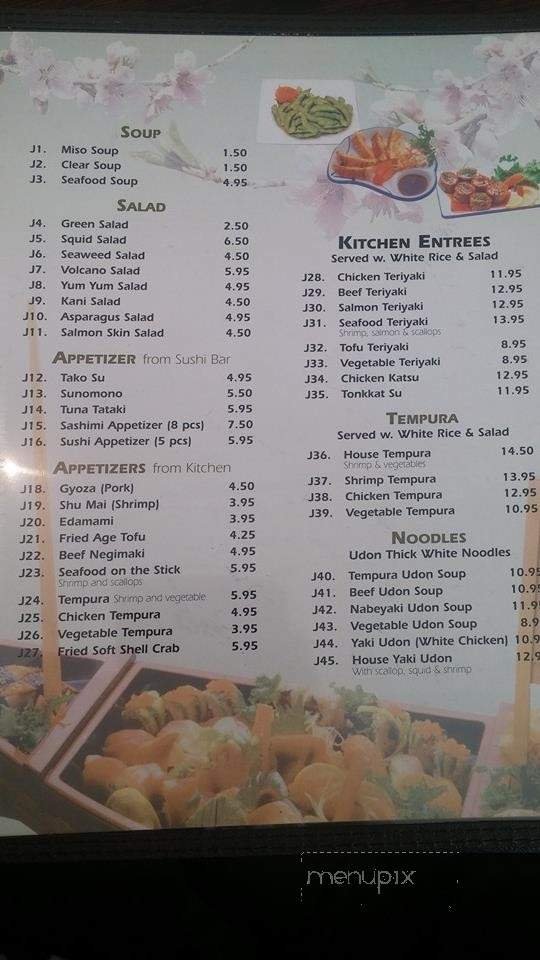 SOUP
J1. Miso Soup 1.50
J2. Clear Soup 1.50
J3. Seafood Soup 4.95
SALAD
J4. Green Salad 2.50
J5. Squid Salad 6.50
J6. Seaweed Salad 4.50
J7. Volcano Salad 5.95
J8. Yum Yum Salad 4.95
J9. Kani Salad 4.50
J10. Asparagus Salad 4.95
J11. Salmon Skin Salad 4.50
APPETIZER from Sushi Bar
J12. Tako Su 4.95
J13. Sunomono 5.50
J14. Tuna Tataki 5.95
J15. Sashimi Appetizer (8 pcs) 7.50
J16. Sushi Appetizer (5 pcs) 5.95
APPETIZERS from Kitchen
J18. Gyoza (Pork) 4.50
J19. Shu Mai (Shrimp) 3.95
J20. Edamami 3.95
J21. Fried Age Tofu 4.25
J22. Beef Negimaki 4.95
J23. Seafood on the Stick 5.95
Shrimp and scallops
J24. Tempura Shrimp and vegetable 5.95
J25. Chicken Tempura 4.95
J26. Vegetable Tempura 3.95
J27. Fried Soft Shell Crab 5.95
KITCHEN ENTREES
Served w. White Rice & Salad
J28. Chicken Teriyaki 11.95
J29. Beef Teriyaki 12.95
J30. Salmon Teriyaki 12.95
J31. Seafood Teriyaki 13.95
Shrimp, salmon & scallops
J32. Tofu Teriyaki 8.95
J33. Vegetable Teriyaki 8.95
J34. Chicken Katsu 12.95
J35. Tonkkat Su 11.95
TEMPURA
Served w. White Rice & Salad
J36. House Tempura 14.50
Shrimp & vegetables
J37. Shrimp Tempura 13.95
J38. Chicken Tempura 12.95
J39. Vegetable Tempura 10.95
NOODLES
Udon Thick White Noodles
J40. Tempura Udon Soup 10.95
J41. Beef Udon Soup 10.95
J42. Nabeyaki Udon Soup 11.9
J43. Vegetable Udon Soup 8.9
J44. Yaki Udon (White Chicken) 10.9
J45. House Yaki Udon 12.9
With scallop, squid & shrimp
menupix